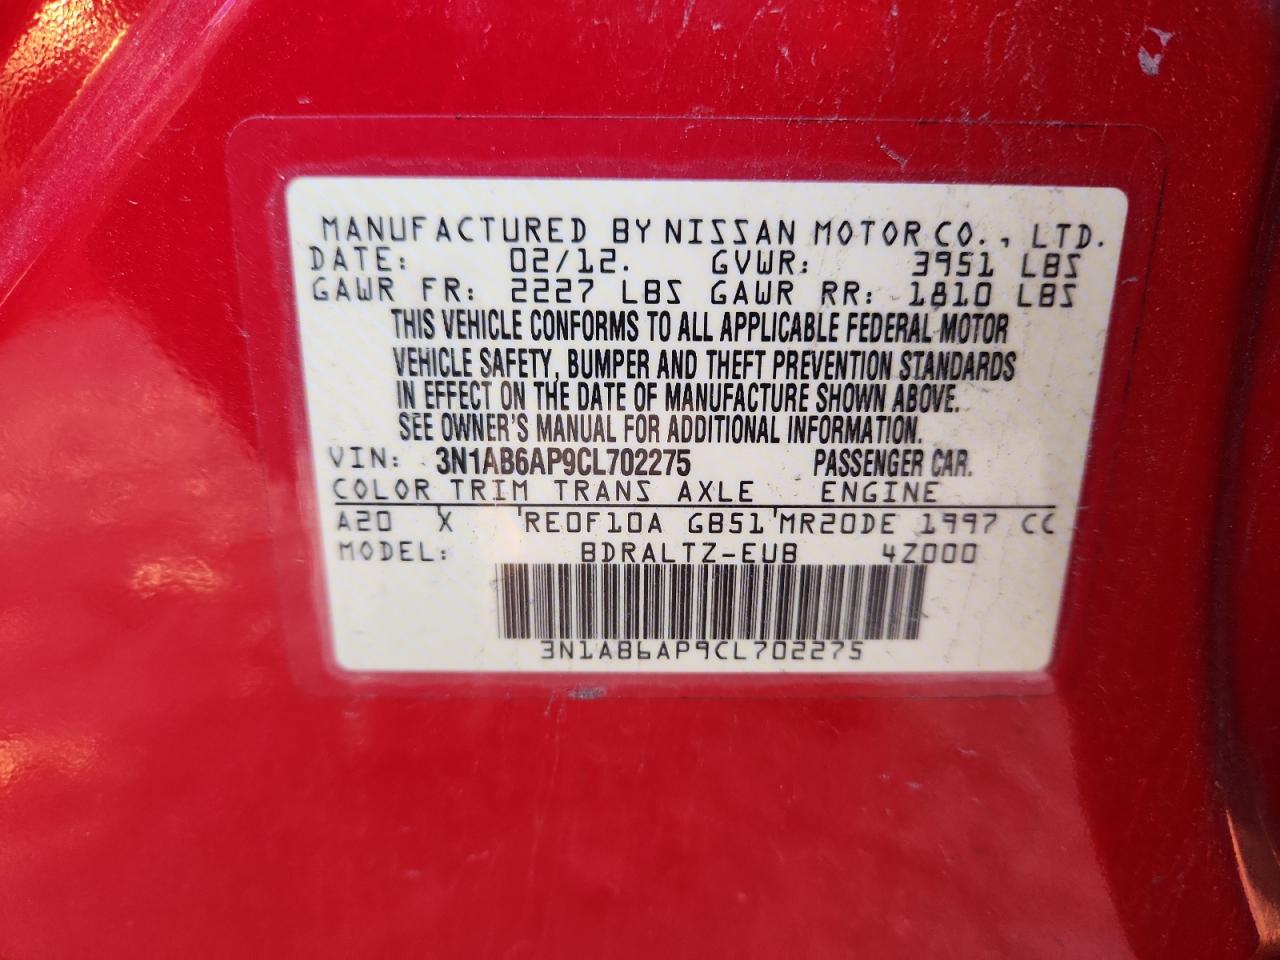 MANUFACTURED BY NISSAN MOTOR CO., LTD.
DATE: 02/12. GVWR: 3951 LBS
GAWR FR: 2227 LBS GAWR RR: 1810 LBS
THIS VEHICLE CONFORMS TO ALL APPLICABLE FEDERAL MOTOR
VEHICLE SAFETY, BUMPER AND THEFT PREVENTION STANDARDS
IN EFFECT ON THE DATE OF MANUFACTURE SHOWN ABOVE.
SEE OWNER'S MANUAL FOR ADDITIONAL INFORMATION.
VIN: 3N1AB6AP9CL702275 PASSENGER CAR.
COLOR TRIM TRANS AXLE ENGINE
A20 X RE0F10A GB51 MR20DE 1997 CC
MODEL: BDRALTZ-EUB 4Z000
3N1AB6AP9CL702275